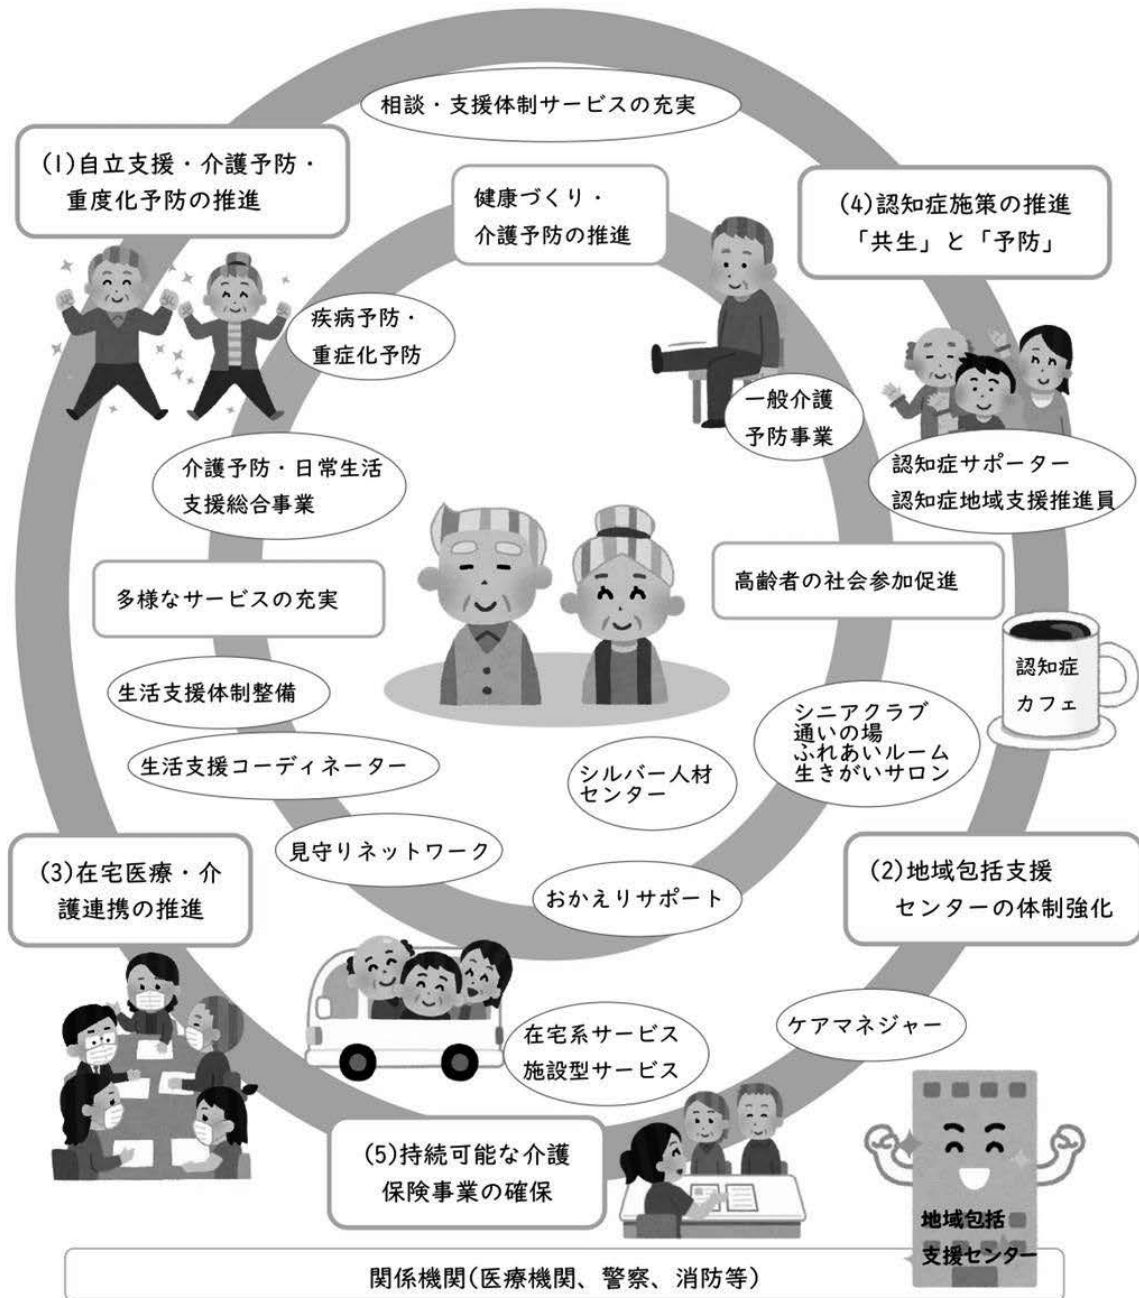 相談・支援体制サービスの充実
(1)自立支援・介護予防・
重度化予防の推進
健康づくり・
介護予防の推進
(4)認知症施策の推進
「共生」と「予防」
疾病予防・
重症化予防
一般介護
予防事業
認知症サポーター
認知症地域支援推進員
介護予防・日常生活
支援総合事業
多様なサービスの充実
高齢者の社会参加促進
認知症
カフェ
生活支援体制整備
シニアクラブ
通いの場
ふれあいルーム
生きがいサロン
生活支援コーディネーター
シルバー人材
センター
見守りネットワーク
(3)在宅医療・介
護連携の推進
おかえりサポート
(2)地域包括支援
センターの体制強化
在宅系サービス
施設型サービス
ケアマネジャー
(5)持続可能な介護
保険事業の確保
地域包括
支援センター
関係機関(医療機関、警察、消防等)